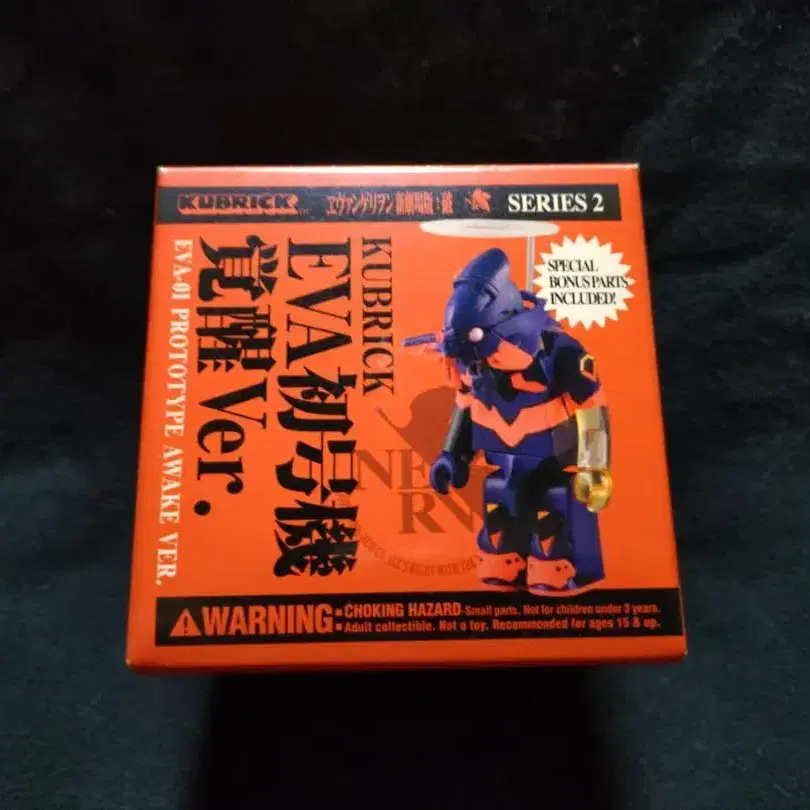 KUBRICK
ヱヴァンゲリヲン 新劇場版:破
SERIES 2
SPECIAL
BONUS PARTS
INCLUDED!
KUBRICK
EVA初号機
覚醒Ver.
EVA-01 PROTOTYPE AWAKE VER.
NERV
WARNING:
CHOKING HAZARD-Small parts. Not for children under 3 years.
Adult collectible. Not a toy. Recommended for ages 15 & up.